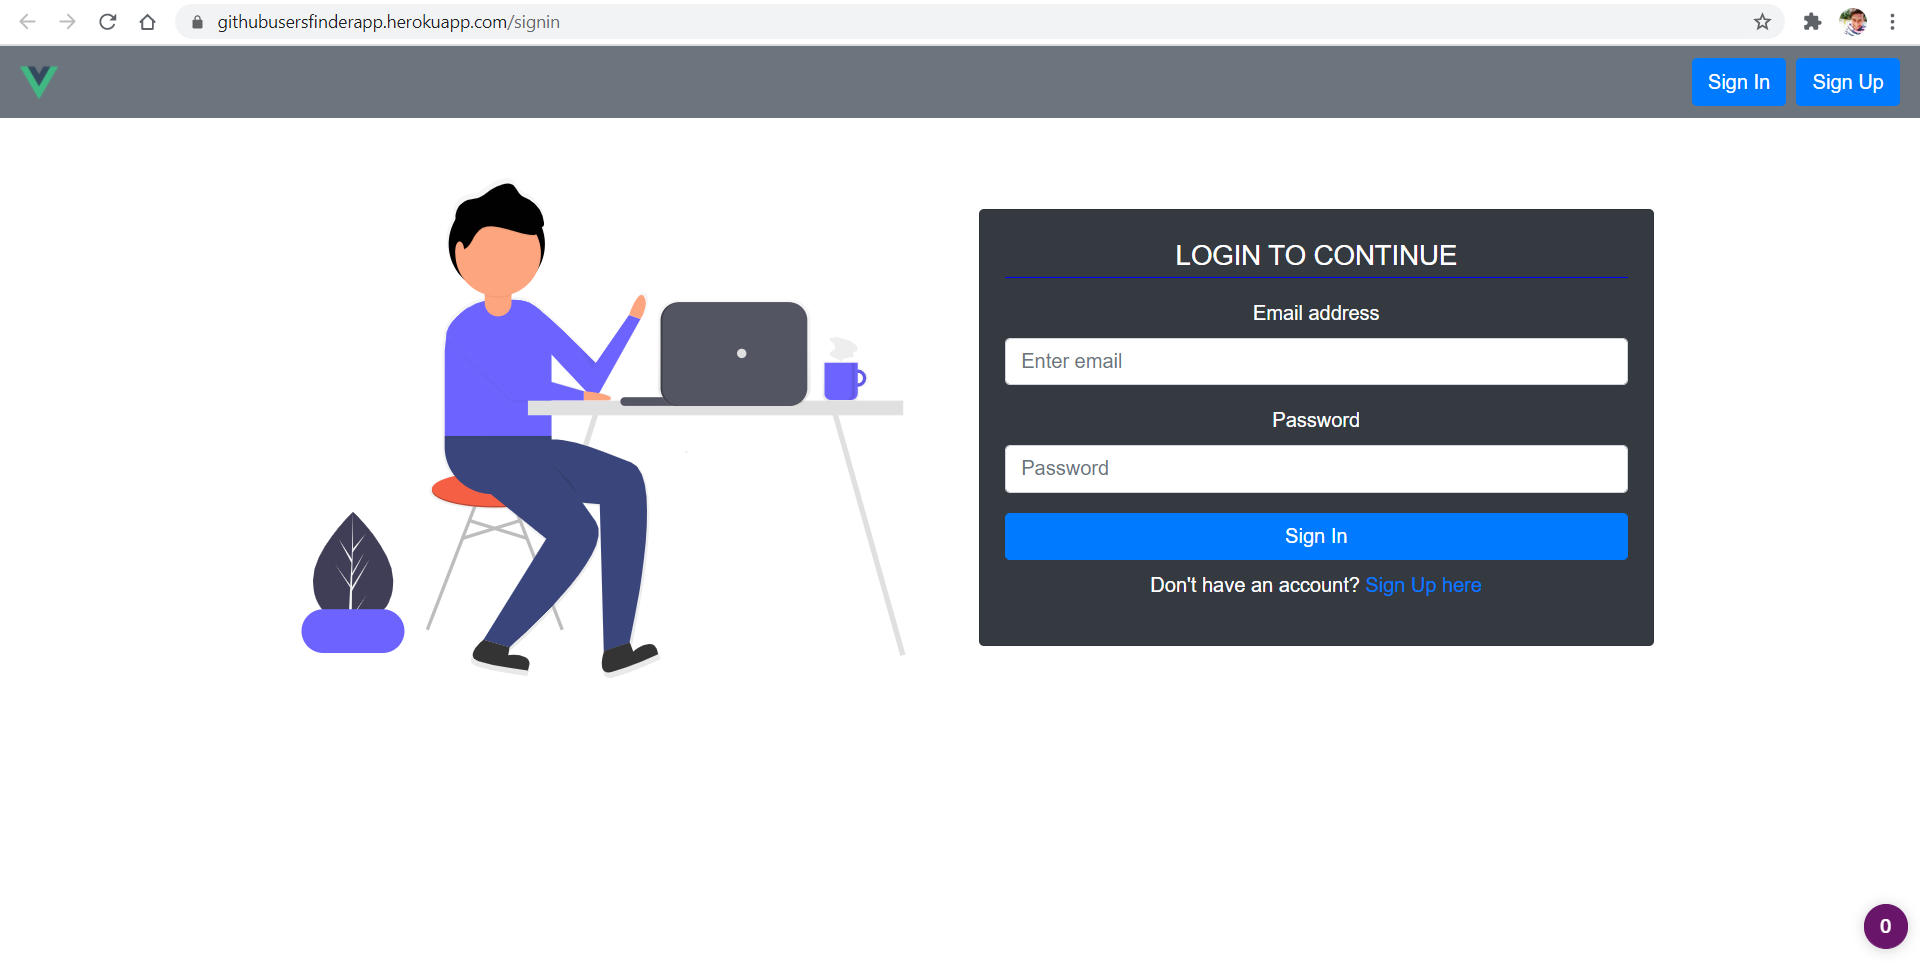 githubusersfinderapp.herokuapp.com/signin
Sign In
Sign Up
LOGIN TO CONTINUE
Email address
Enter email
Password
Password
Sign In
Don't have an account? Sign Up here
0